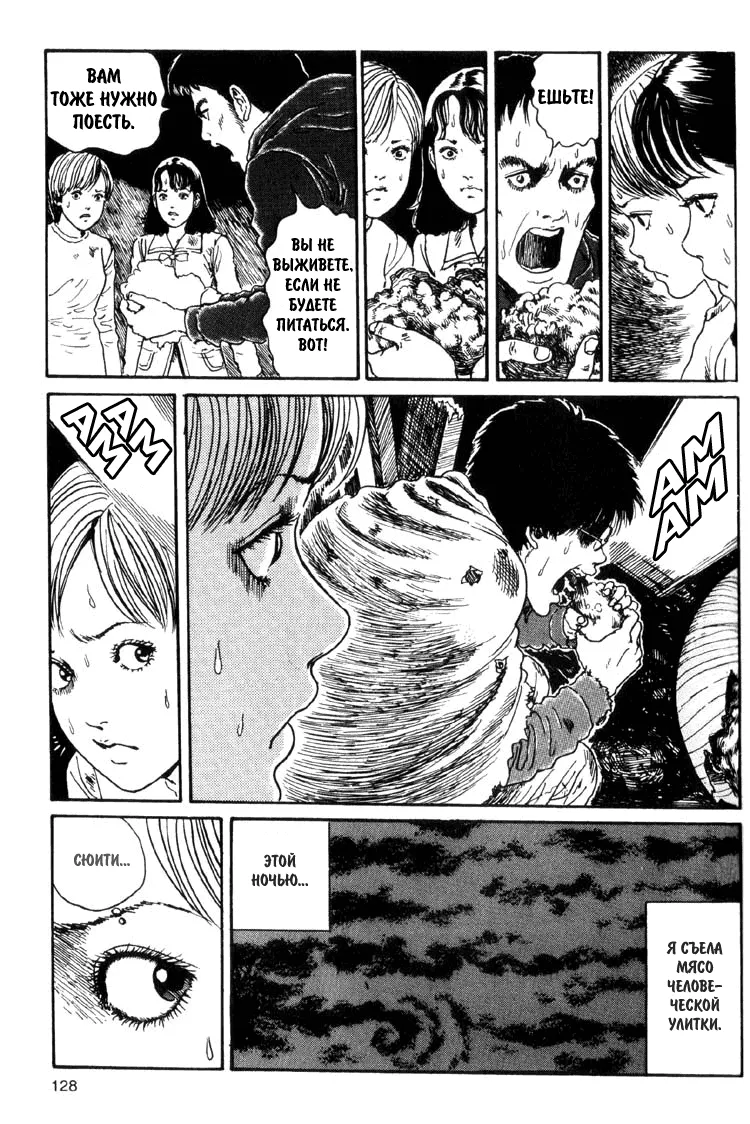 ВАМ
ТОЖЕ НУЖНО
ПОЕСТЬ.
ВЫ НЕ
ВЫЖИВЕТЕ,
ЕСЛИ НЕ
БУДЕТЕ
ПИТАТЬСЯ.
ВОТ!
ЕШЬТЕ!
АМ
АМ
АМ
АМ
АМ
СЮИТИ...
ЭТОЙ
НОЧЬЮ...
Я СЪЕЛА
МЯСО
ЧЕЛОВЕ-
ЧЕСКОЙ
УЛИТКИ.
128